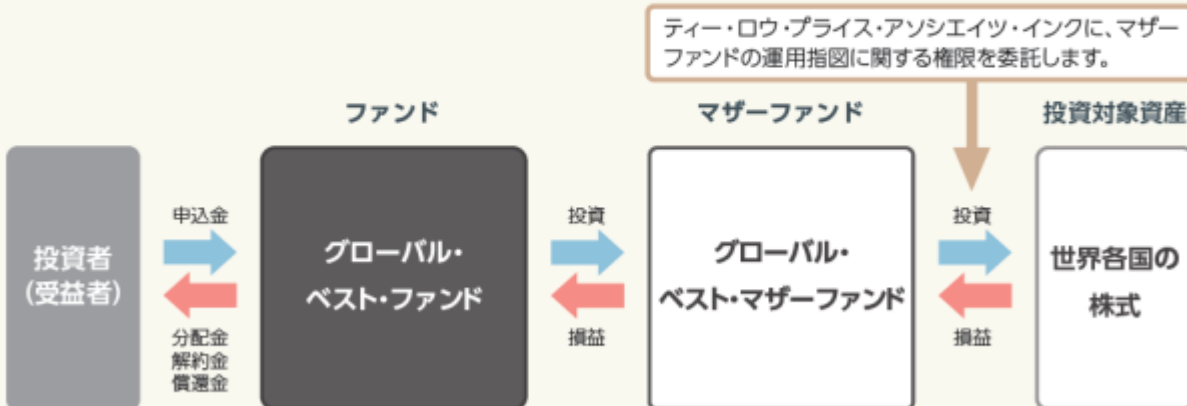 ティー・ロウ・プライス・アソシエイツ・インクに、マザー
ファンドの運用指図に関する権限を委託します。
ファンド
マザーファンド
投資対象資産
投資者
（受益者）
申込金
分配金
解約金
償還金
グローバル・
ベスト・ファンド
投資
損益
グローバル・
ベスト・マザーファンド
投資
損益
世界各国の
株式